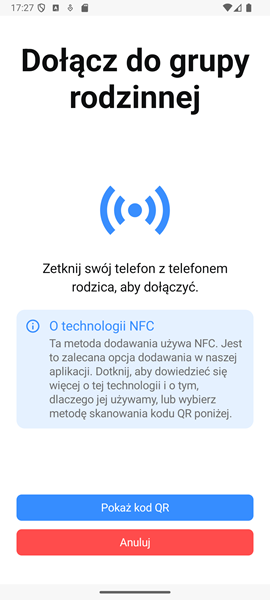 17:27
Dołącz do grupy
rodzinnej
Zetknij swój telefon z telefonem
rodzica, aby dołączyć.
O technologii NFC
Ta metoda dodawania używa NFC. Jest
to zalecana opcja dodawania w naszej
aplikacji. Dotknij, aby dowiedzieć się
więcej o tej technologii i o tym,
dlaczego jej używamy, lub wybierz
metodę skanowania kodu QR poniżej.
Pokaż kod QR
Anuluj